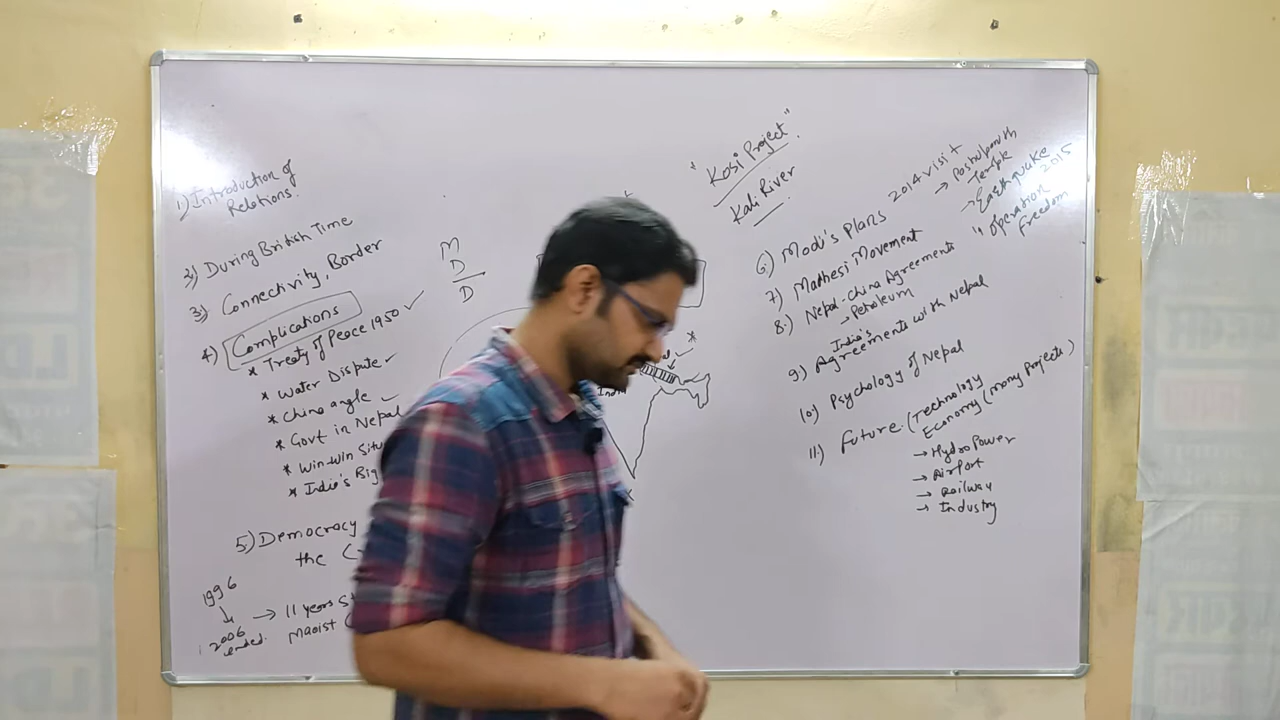 1) Introduction of
Relations.
2) During British Time
3) Connectivity, Border
4) Complications
* Treaty of Peace 1950 ✓
* Water Dispute ✓
* China angle ✓
* Govt in Nepal
* Win-Win
* India's
5) Democracy
the
1996
2006
ended.
→ 11 years
Maoist
M
D
D
"Kosi Project"
Kali River
6) Modi's Plans 2014 visit
→ Pashupanth
Temple
→ Earthquake 2015
"Operation
Freedom
7) Madhesi Movement
8.) Nepal-China Agreements
→ Petroleum
India's
9) Agreements with Nepal
10) Psychology of Nepal
11.) Future. (Technology
Economy (many projects)
→ Hydro Power
→ Airport
→ Railway
→ Industry